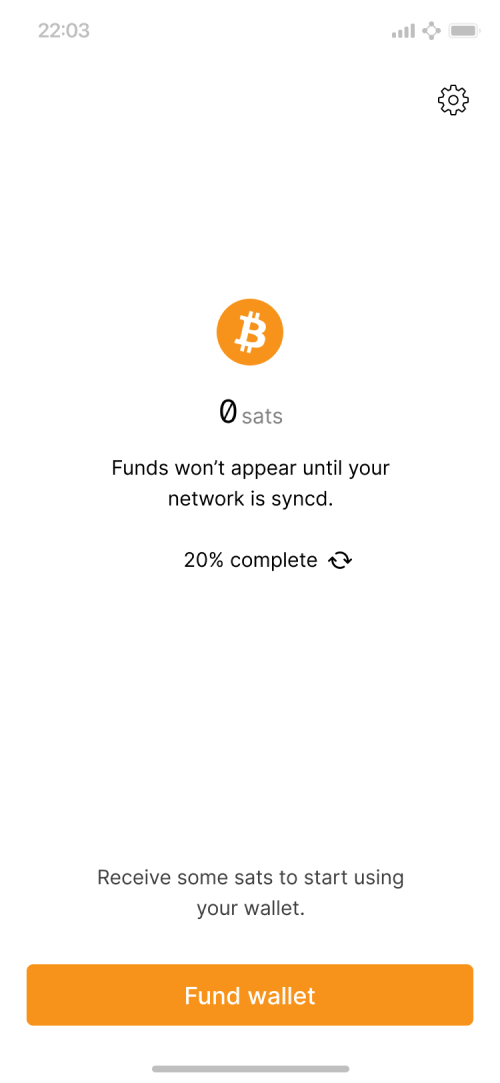 22:03
0 sats
Funds won’t appear until your
network is syncd.
20% complete
Receive some sats to start using
your wallet.
Fund wallet